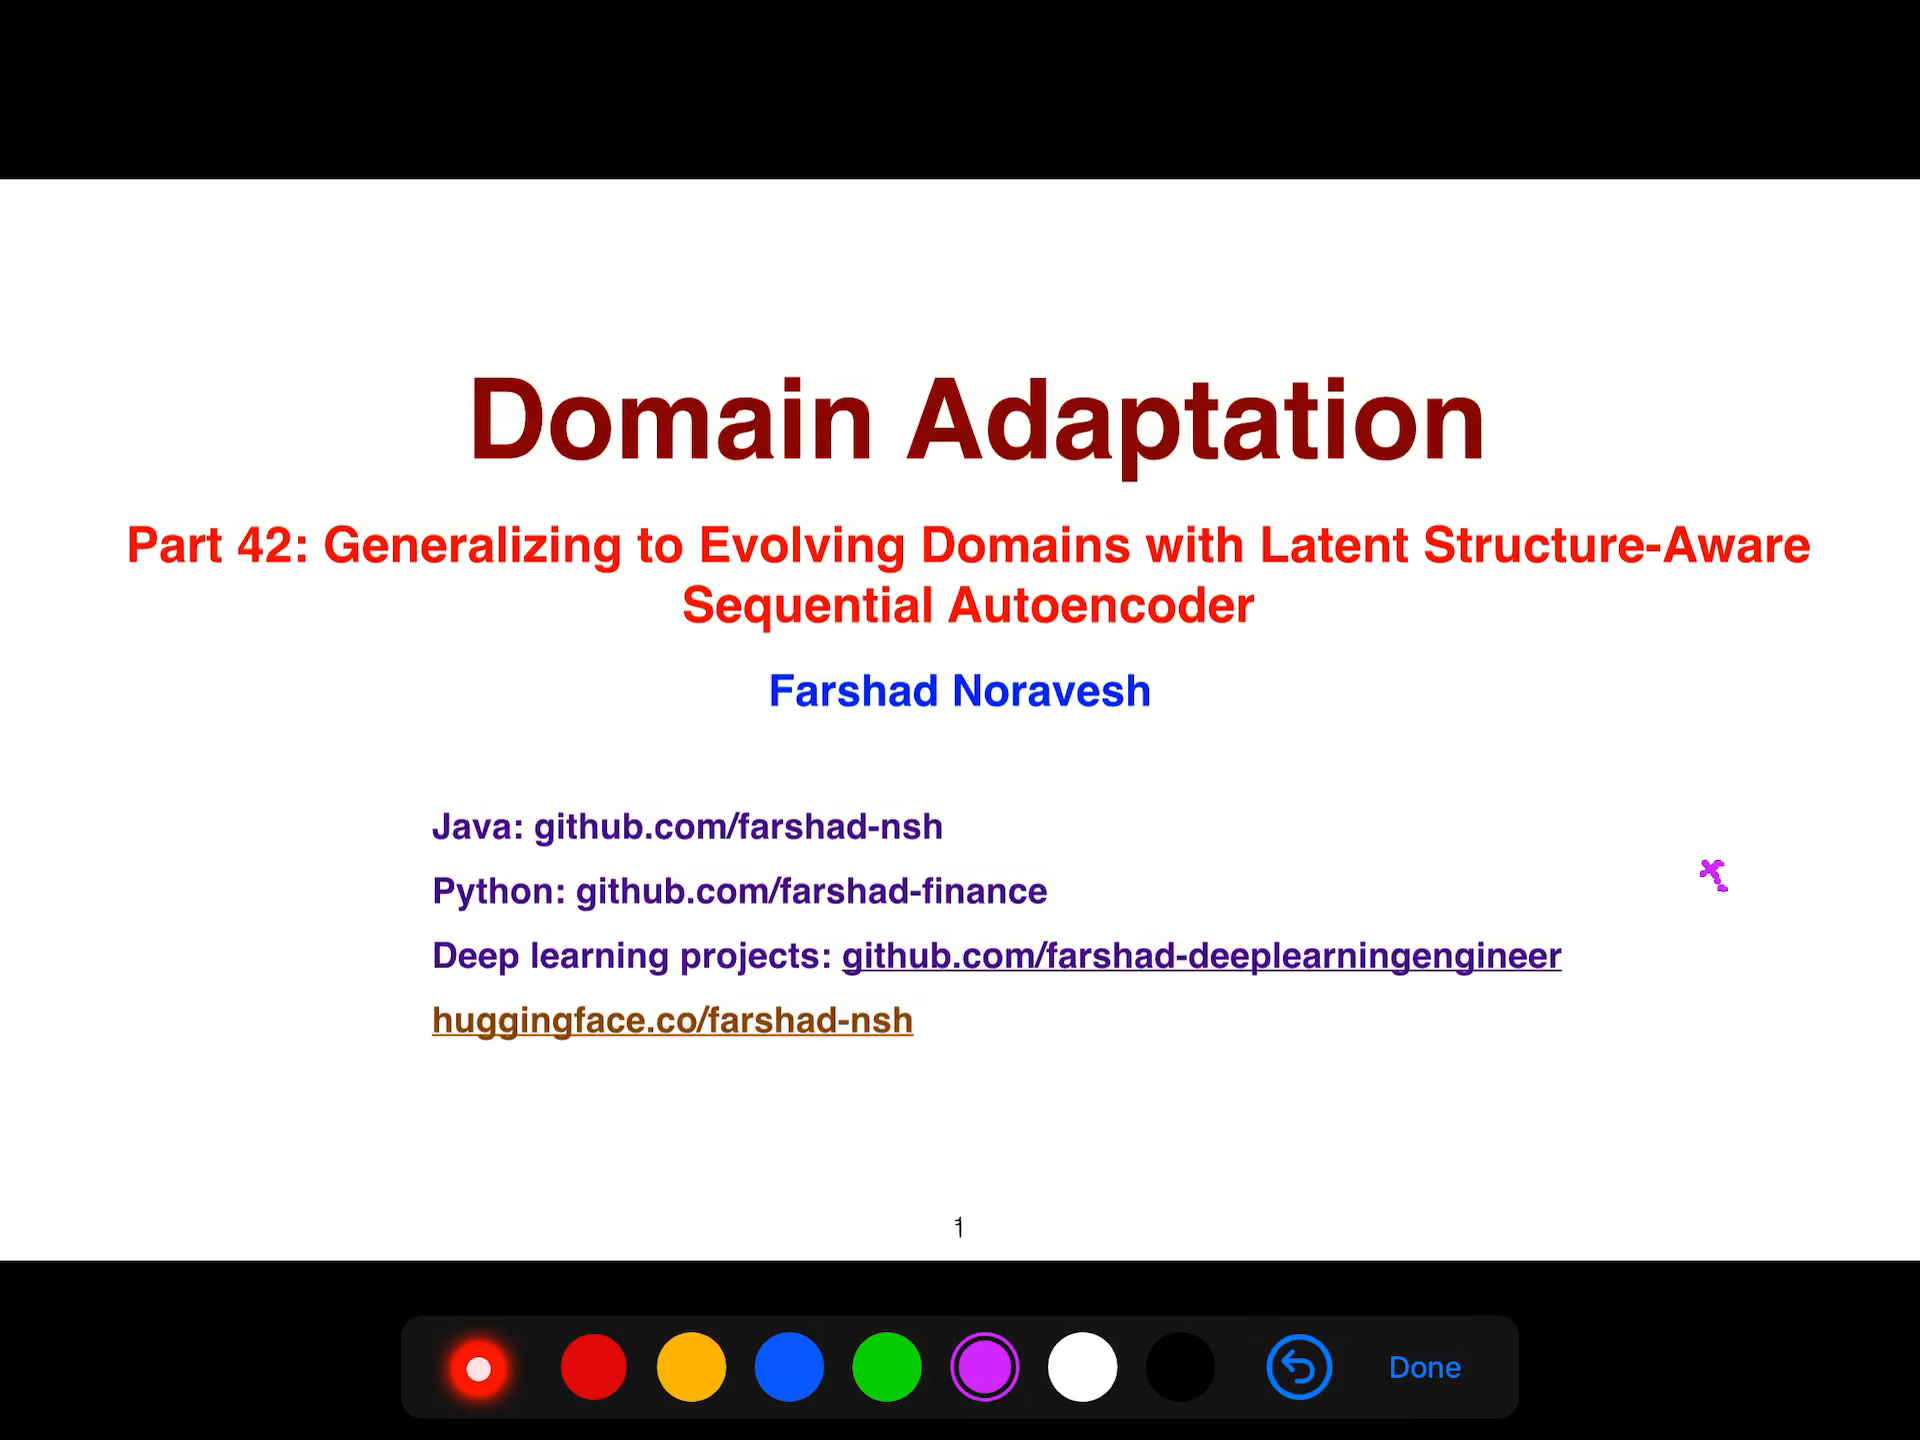 Domain Adaptation
Part 42: Generalizing to Evolving Domains with Latent Structure-Aware
Sequential Autoencoder
Farshad Noravesh
Java: github.com/farshad-nsh
Python: github.com/farshad-finance
Deep learning projects: github.com/farshad-deeplearningengineer
huggingface.co/farshad-nsh
1
Done